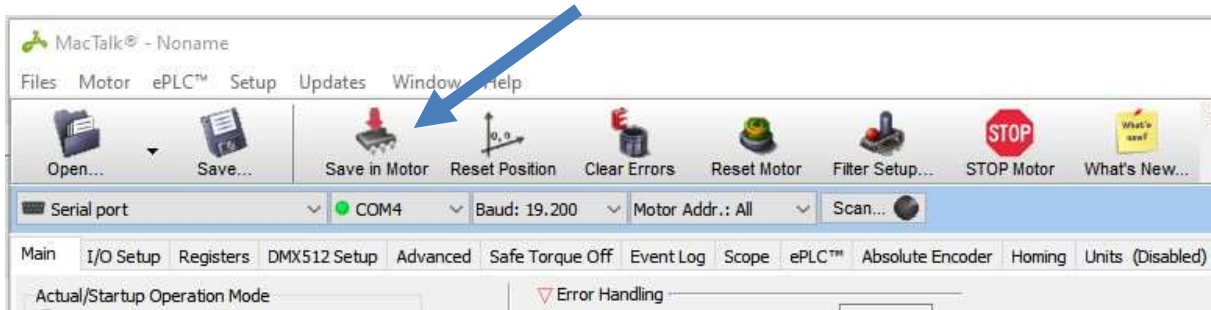 MacTalk® - Noname
Files Motor ePLC™ Setup Updates Window Help
0,0
What's new?
STOP
Open... Save... Save in Motor Reset Position Clear Errors Reset Motor Filter Setup... STOP Motor What's New...
Serial port COM4 Baud: 19.200 Motor Addr.: All Scan...
Main I/O Setup Registers DMX512 Setup Advanced Safe Torque Off Event Log Scope ePLC™ Absolute Encoder Homing Units (Disabled)
Actual/Startup Operation Mode Error Handling